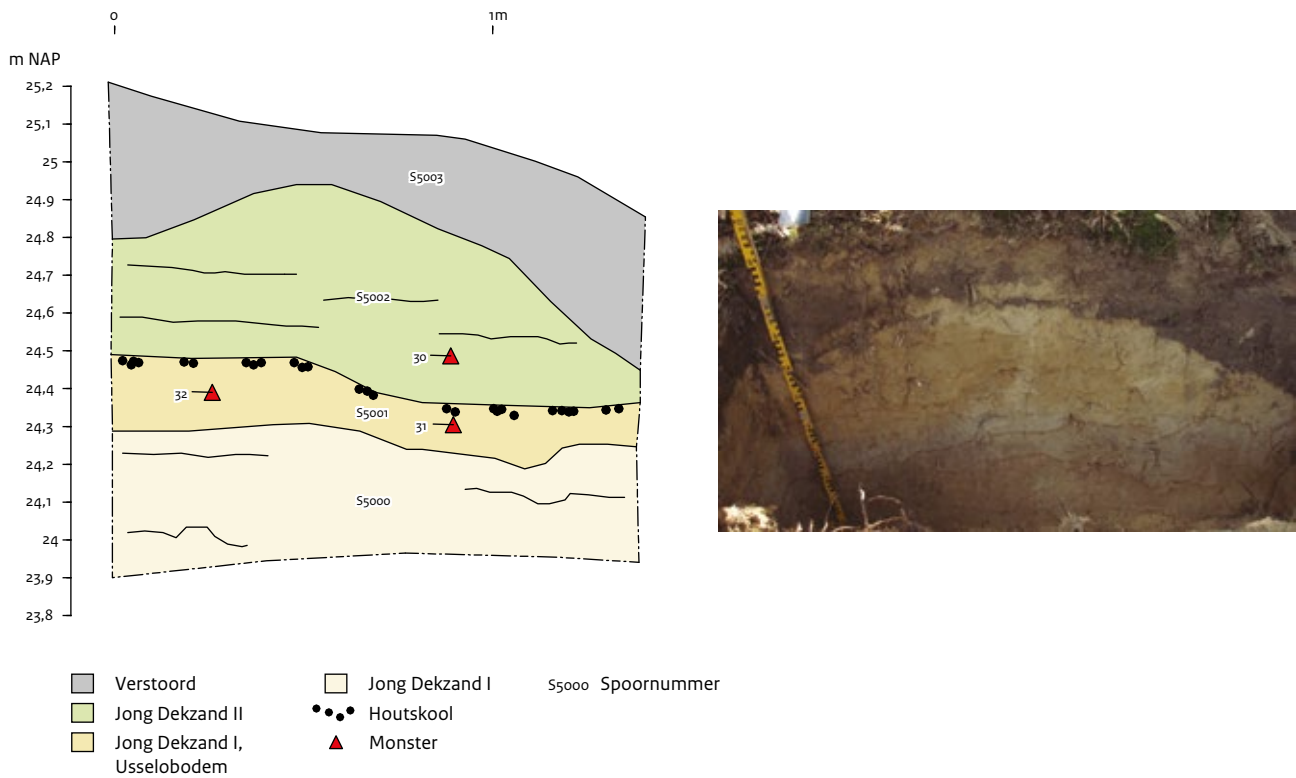 0 1m
m NAP
25,2
25,1
25
24,9
24,8
24,7
24,6
24,5
24,4
24,3
24,2
24,1
24
23,9
23,8
S5003
S5002
30
32
S5001
31
S5000
Verstoord
Jong Dekzand II
Jong Dekzand I,
Usselobodem
Jong Dekzand I
Houtskool
Monster
S5000 Spoornummer